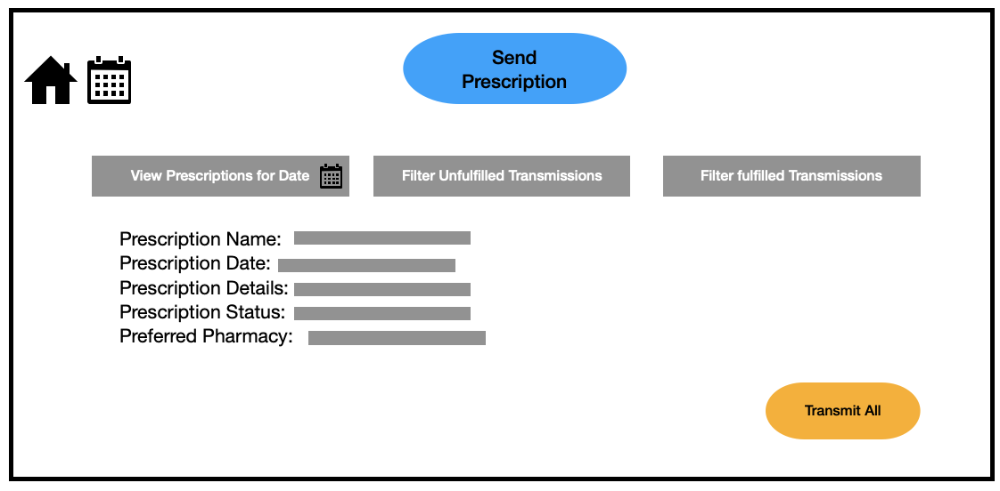 Send
Prescription
View Prescriptions for Date
Filter Unfulfilled Transmissions
Filter fulfilled Transmissions
Prescription Name:
Prescription Date:
Prescription Details:
Prescription Status:
Preferred Pharmacy:
Transmit All